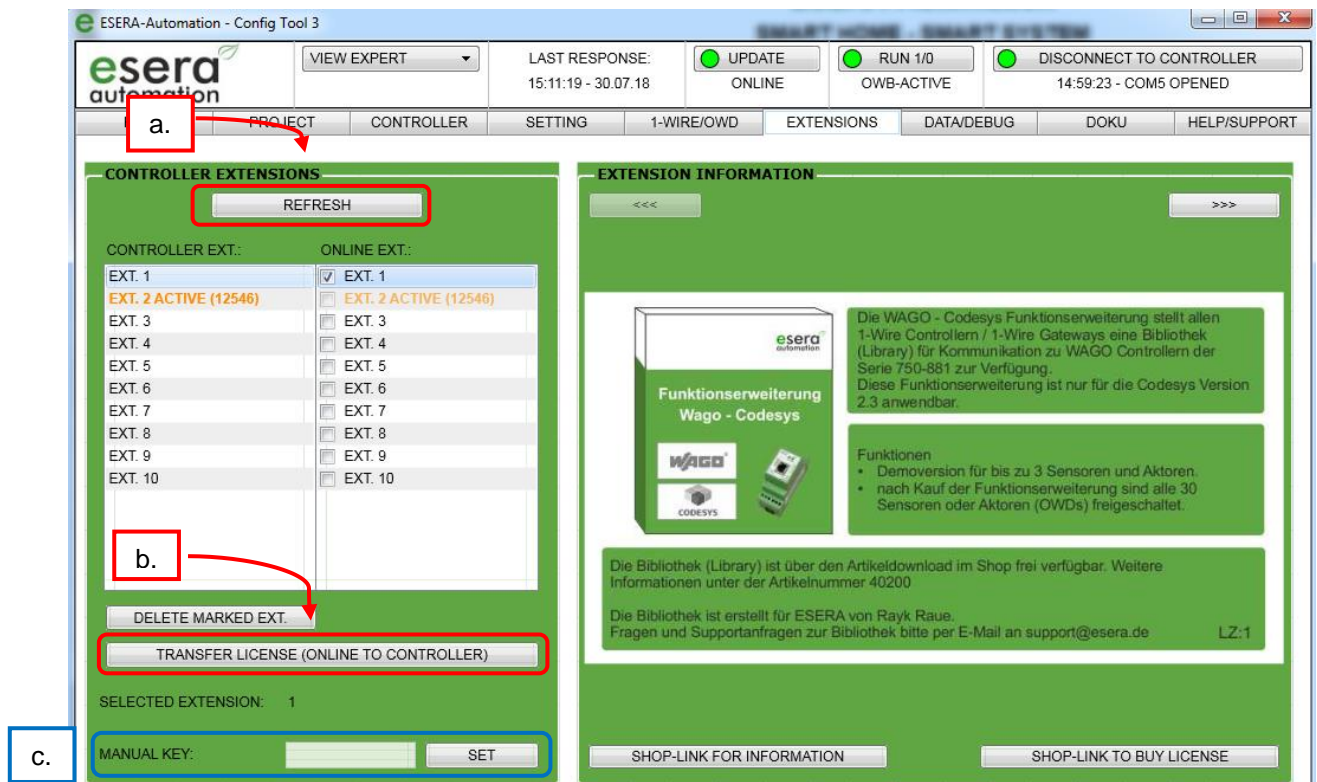 ESERA-Automation - Config Tool 3
SMART HOME - SMART SYSTEM
esera
automation
VIEW EXPERT
LAST RESPONSE:
15:11:19 - 30.07.18
UPDATE
ONLINE
RUN 1/0
OWB-ACTIVE
DISCONNECT TO CONTROLLER
14:59:23 - COM5 OPENED
a.
PROJECT
CONTROLLER
SETTING
1-WIRE/OWD
EXTENSIONS
DATA/DEBUG
DOKU
HELP/SUPPORT
CONTROLLER EXTENSIONS
REFRESH
CONTROLLER EXT.: ONLINE EXT.:
EXT. 1 EXT. 1
EXT. 2 ACTIVE (12546) EXT. 2 ACTIVE (12546)
EXT. 3 EXT. 3
EXT. 4 EXT. 4
EXT. 5 EXT. 5
EXT. 6 EXT. 6
EXT. 7 EXT. 7
EXT. 8 EXT. 8
EXT. 9 EXT. 9
EXT. 10 EXT. 10
b.
DELETE MARKED EXT.
TRANSFER LICENSE (ONLINE TO CONTROLLER)
SELECTED EXTENSION: 1
c.
MANUAL KEY:
SET
EXTENSION INFORMATION
<<<
>>>
esera
automation
Funktionserweiterung
Wago - Codesys
WAGO
CODESYS
Die WAGO - Codesys Funktionserweiterung stellt allen
1-Wire Controllern / 1-Wire Gateways eine Bibliothek
(Library) für Kommunikation zu WAGO Controllern der
Serie 750-881 zur Verfügung.
Diese Funktionserweiterung ist nur für die Codesys Version
2.3 anwendbar.
Funktionen
• Demoversion für bis zu 3 Sensoren und Aktoren.
• nach Kauf der Funktionserweiterung sind alle 30
Sensoren oder Aktoren (OWDs) freigeschaltet.
Die Bibliothek (Library) ist über den Artikeldownload im Shop frei verfügbar. Weitere
Informationen unter der Artikelnummer 40200
Die Bibliothek ist erstellt für ESERA von Rayk Raue.
Fragen und Supportanfragen zur Bibliothek bitte per E-Mail an support@esera.de
LZ:1
SHOP-LINK FOR INFORMATION
SHOP-LINK TO BUY LICENSE